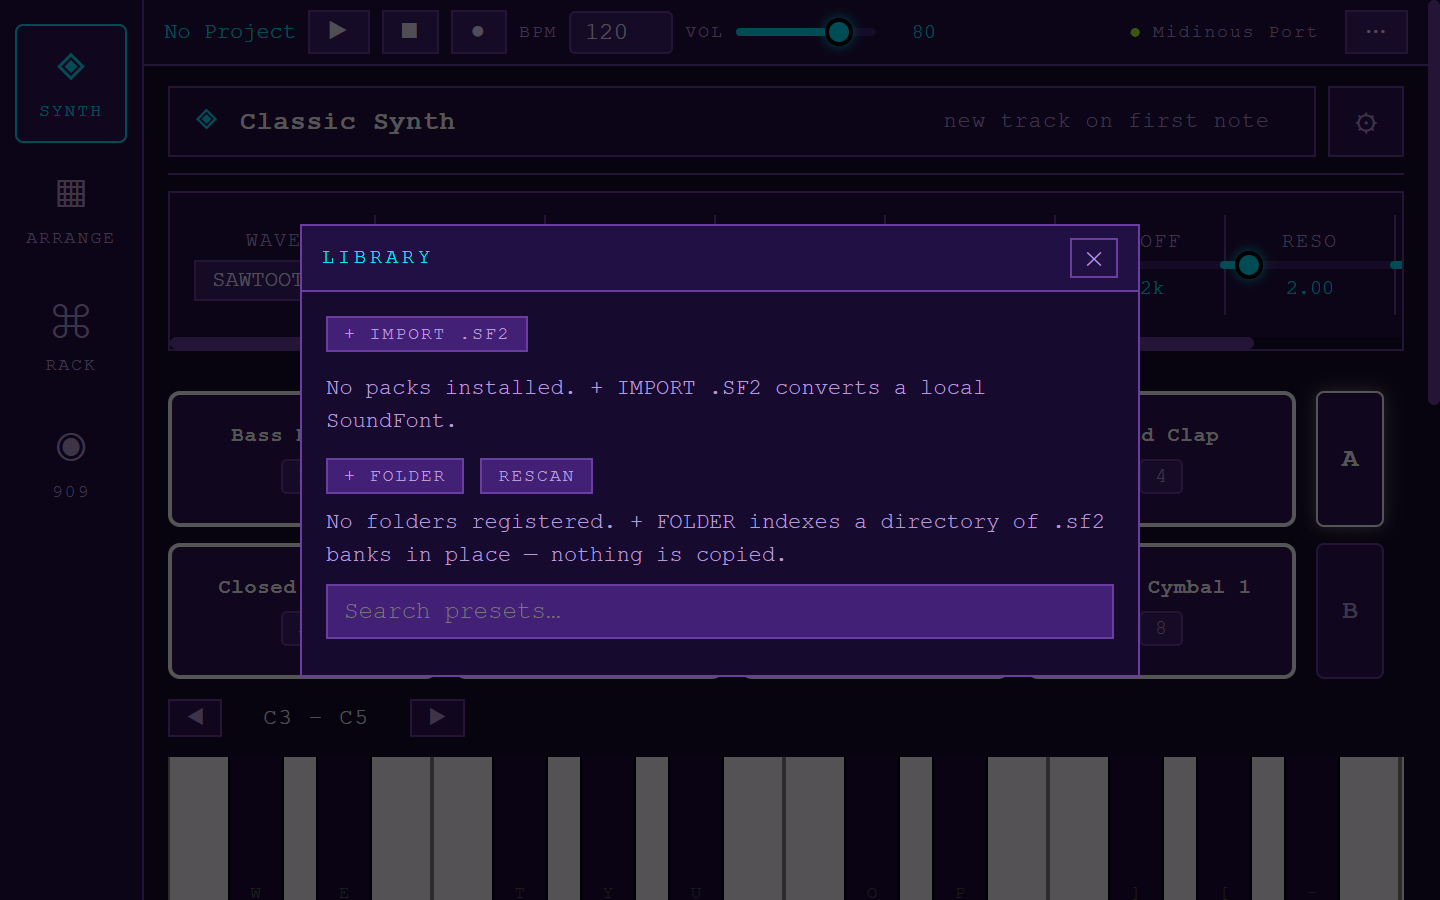 No Project
BPM 120 VOL 80
Midinous Port
...
SYNTH
Classic Synth
new track on first note
ARRANGE
RACK
909
WAVE
SAWTOOT
OFF
2k
RESO
2.00
LIBRARY
+ IMPORT .SF2
No packs installed. + IMPORT .SF2 converts a local
SoundFont.
+ FOLDER RESCAN
No folders registered. + FOLDER indexes a directory of .sf2
banks in place — nothing is copied.
Search presets…
Bass
d Clap
4
A
Closed
Cymbal 1
8
B
C3 – C5
W E T Y U O P ] [ -